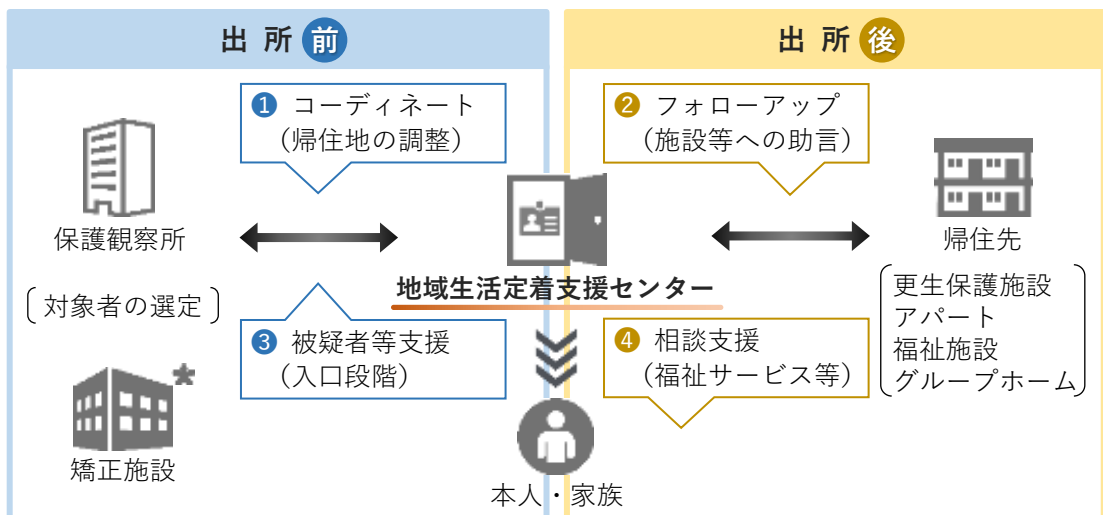 出所前
❶ コーディネート
(帰住地の調整)
保護観察所
〔対象者の選定〕
❸ 被疑者等支援
(入口段階)
*
矯正施設
地域生活定着支援センター
本人・家族
出所後
❷ フォローアップ
(施設等への助言)
帰住先
更生保護施設
アパート
福祉施設
グループホーム
❹ 相談支援
(福祉サービス等)